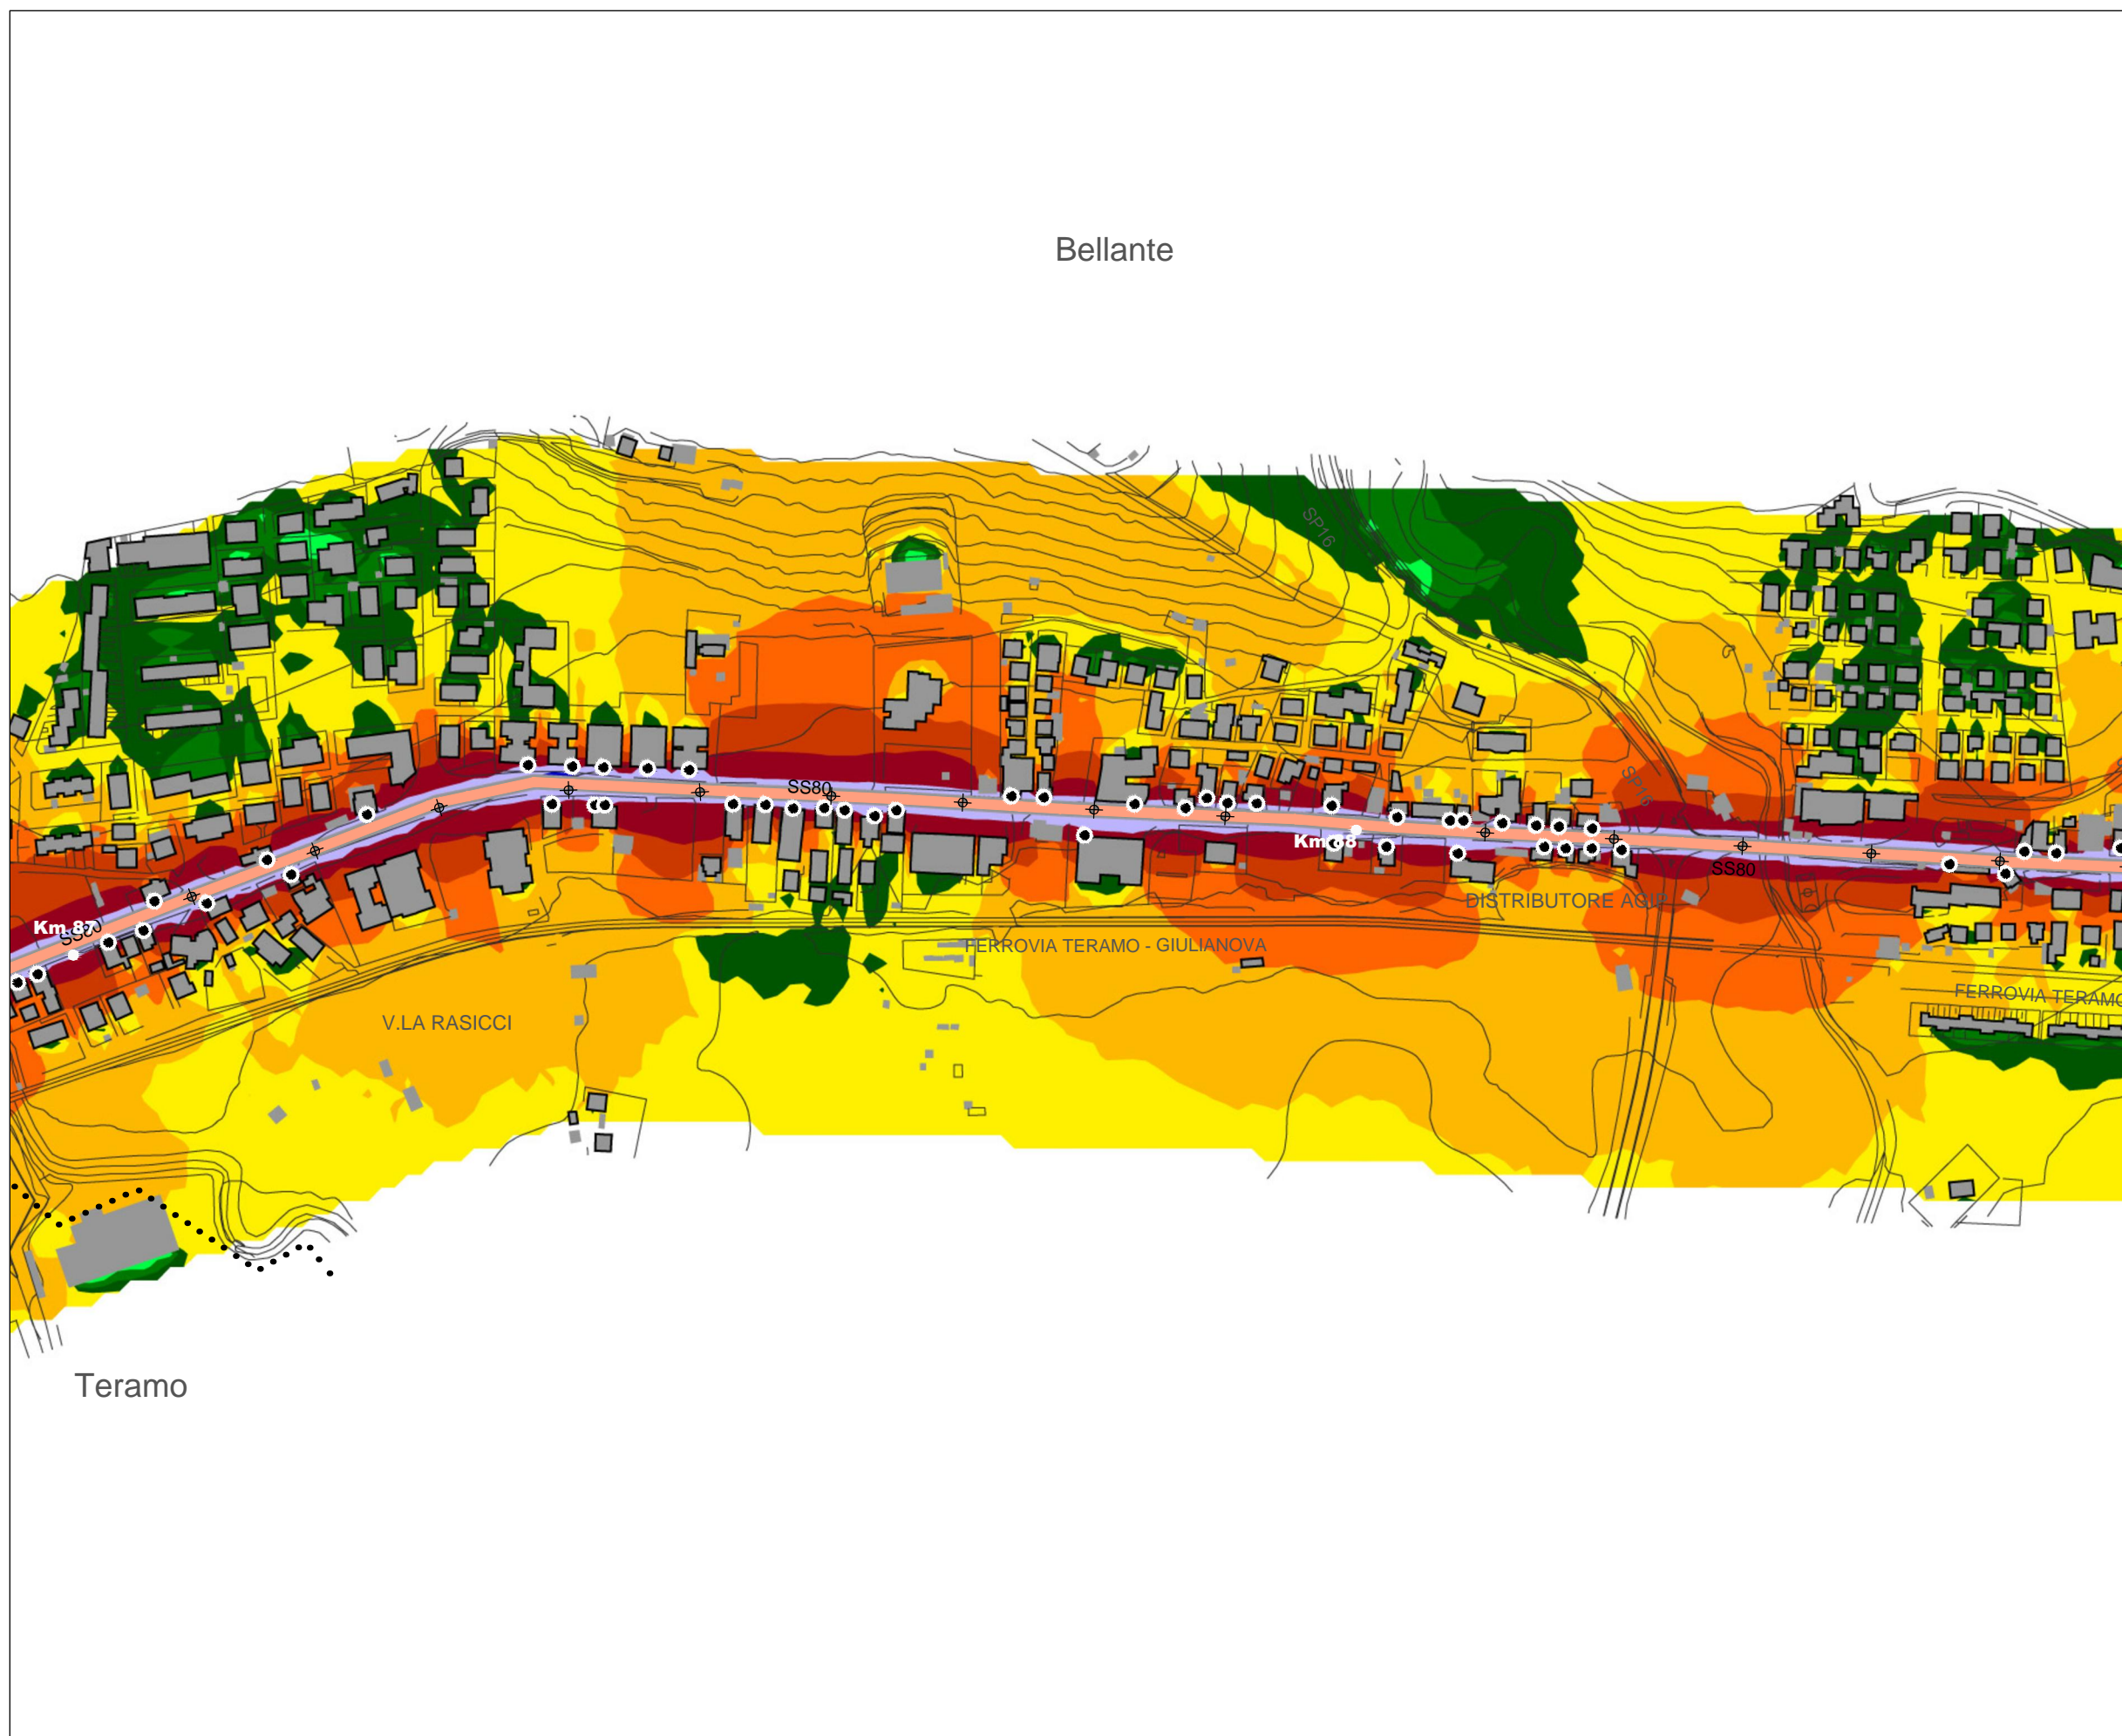 Bellante
SP16
SS80
SP16
Km 88
SS80
DISTRIBUTORE AGIP
Km 87
SS80
FERROVIA TERAMO - GIULIANOVA
FERROVIA TERAMO
V.LA RASICCI
Teramo